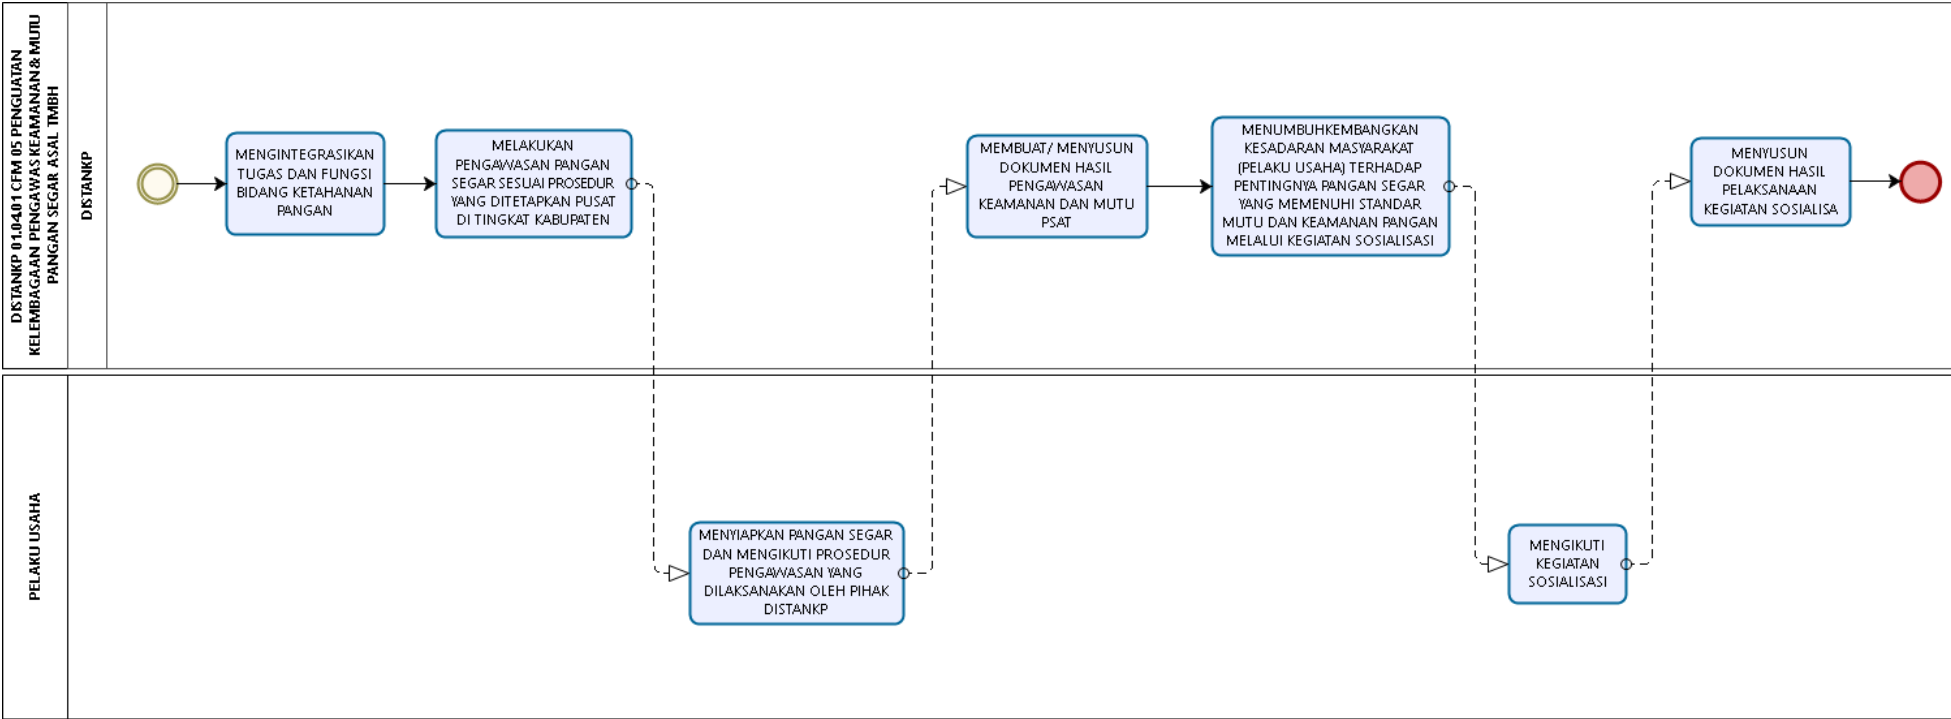 DISTANKP 01.04.01 CFM 05 PENGUATAN
KELEMBAGAAN PENGAWAS KEAMANAN & MUTU
PANGAN SEGAR ASAL TMBH
DISTANKP
MENGINTEGRASIKAN
TUGAS DAN FUNGSI
BIDANG KETAHANAN
PANGAN
MELAKUKAN
PENGAWASAN PANGAN
SEGAR SESUAI PROSEDUR
YANG DITETAPKAN PUSAT
DI TINGKAT KABUPATEN
MEMBUAT/ MENYUSUN
DOKUMEN HASIL
PENGAWASAN
KEAMANAN DAN MUTU
PSAT
MENUMBUHKEMBANGKAN
KESADARAN MASYARAKAT
(PELAKU USAHA) TERHADAP
PENTINGNYA PANGAN SEGAR
YANG MEMENUHI STANDAR
MUTU DAN KEAMANAN PANGAN
MELALUI KEGIATAN SOSIALISASI
MENYUSUN
DOKUMEN HASIL
PELAKSANAAN
KEGIATAN SOSIALISA
PELAKU USAHA
MENYIAPKAN PANGAN SEGAR
DAN MENGIKUTI PROSEDUR
PENGAWASAN YANG
DILAKSANAKAN OLEH PIHAK
DISTANKP
MENGIKUTI
KEGIATAN
SOSIALISASI